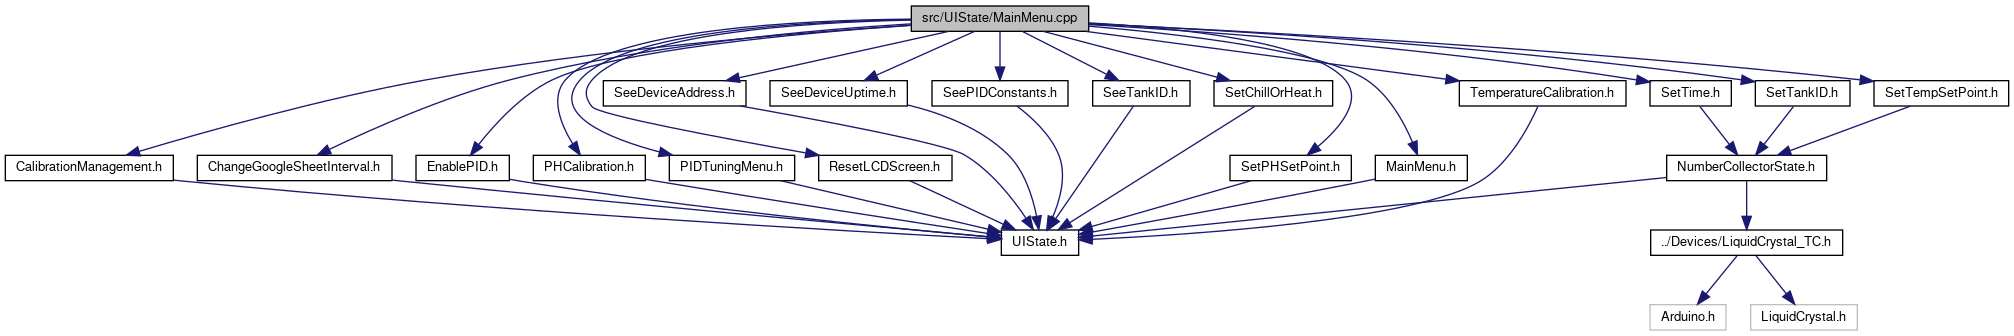 src/UIState/MainMenu.cpp
SeeDeviceAddress.h
SeeDeviceUptime.h
SeePIDConstants.h
SeeTankID.h
SetChillOrHeat.h
TemperatureCalibration.h
SetTime.h
SetTankID.h
SetTempSetPoint.h
CalibrationManagement.h
ChangeGoogleSheetInterval.h
EnablePID.h
PHCalibration.h
PIDTuningMenu.h
ResetLCDScreen.h
SetPHSetPoint.h
MainMenu.h
NumberCollectorState.h
UIState.h
../Devices/LiquidCrystal_TC.h
Arduino.h
LiquidCrystal.h